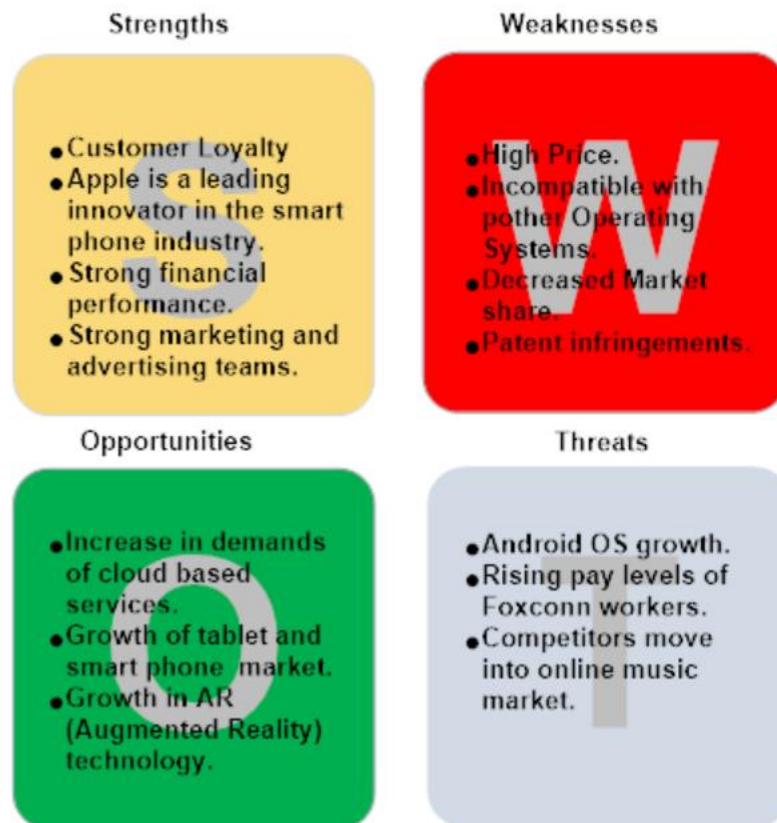 Strengths
● Customer Loyalty
● Apple is a leading
innovator in the smart
phone industry.
● Strong financial
performance.
● Strong marketing and
advertising teams.
S
Weaknesses
● High Price.
● Incompatible with
pother Operating
Systems.
● Decreased Market
share.
● Patent infringements.
W
Opportunities
● Increase in demands
of cloud based
services.
● Growth of tablet and
smart phone market.
● Growth in AR
(Augmented Reality)
technology.
O
Threats
● Android OS growth.
● Rising pay levels of
Foxconn workers.
● Competitors move
into online music
market.
T